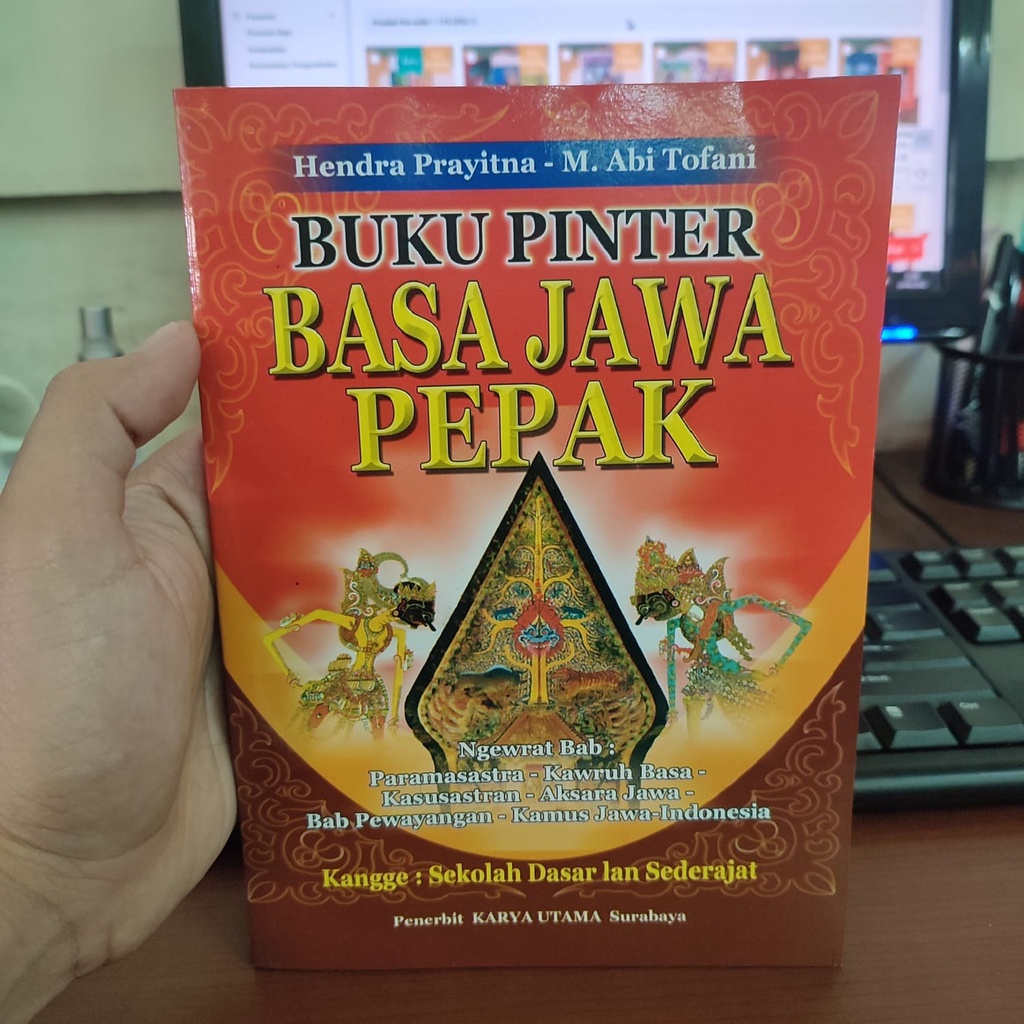 Hendra Prayitna - M. Abi Tofani
BUKU PINTER
BASA JAWA
PEPAK
Ngewrat Bab :
Paramasastra - Kawruh Basa -
Kasusastran - Aksara Jawa -
Bab Pewayangan - Kamus Jawa-Indonesia
Kangge : Sekolah Dasar lan Sederajat
Penerbit KARYA UTAMA Surabaya